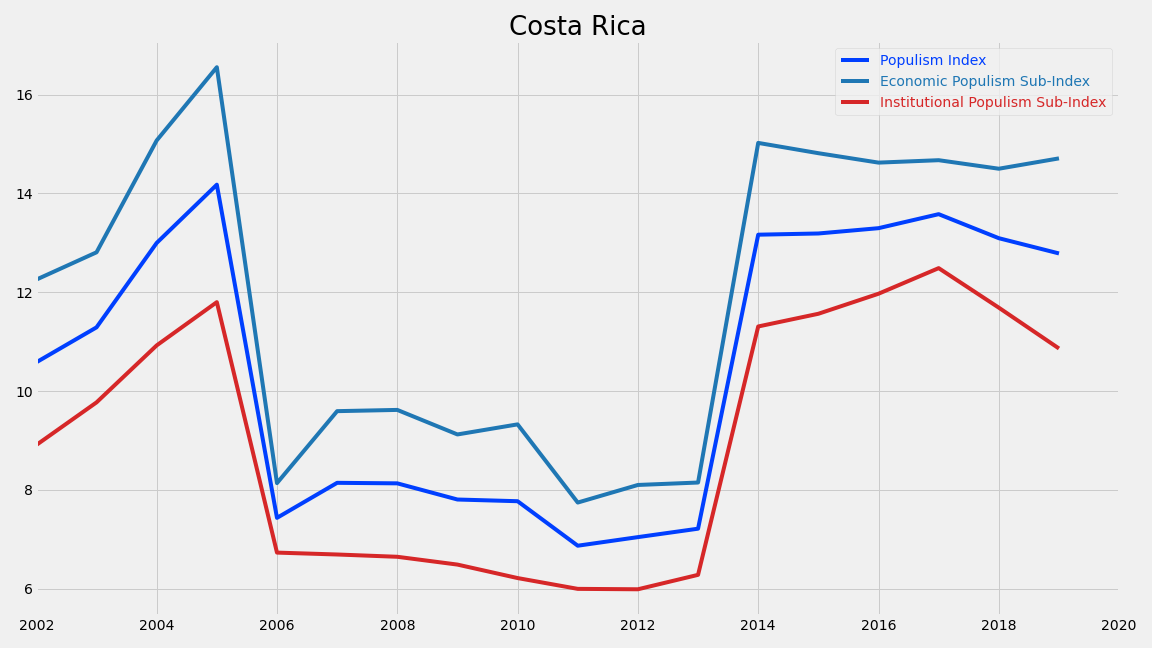 Costa Rica
Populism Index
Economic Populism Sub-Index
Institutional Populism Sub-Index
16
14
12
10
8
6
2002 2004 2006 2008 2010 2012 2014 2016 2018 2020